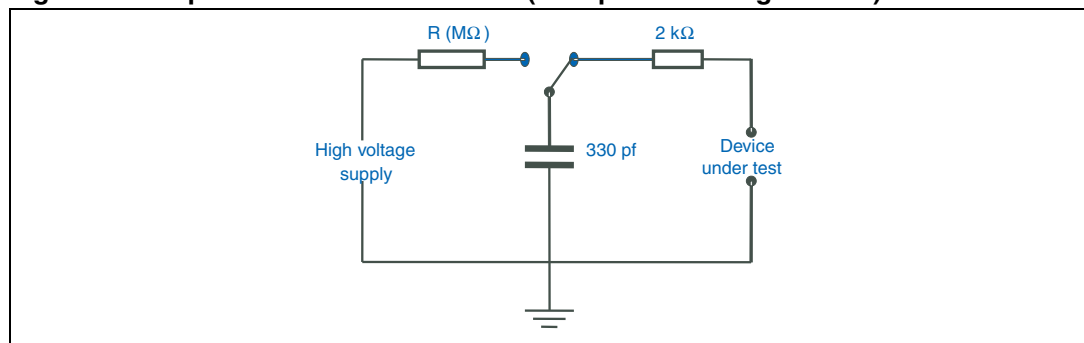 R (MΩ)
2 kΩ
High voltage
supply
330 pf
Device
under test